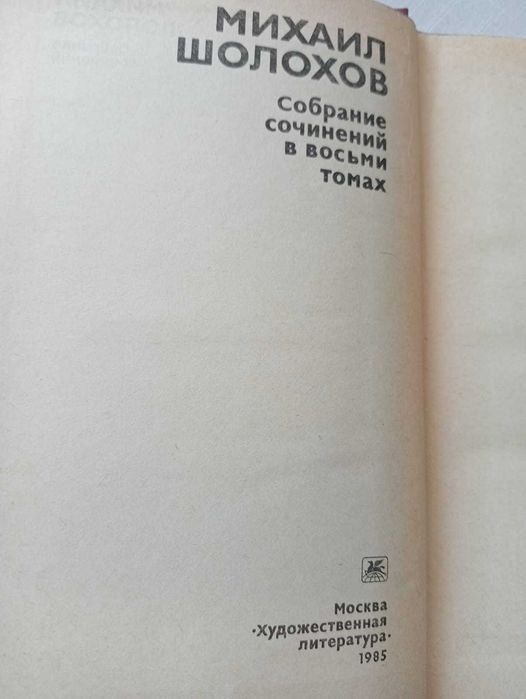 МИХАИЛ
ШОЛОХОВ
Собрание
сочинений
в восьми
томах
Москва
•Художественная
литература•
1985